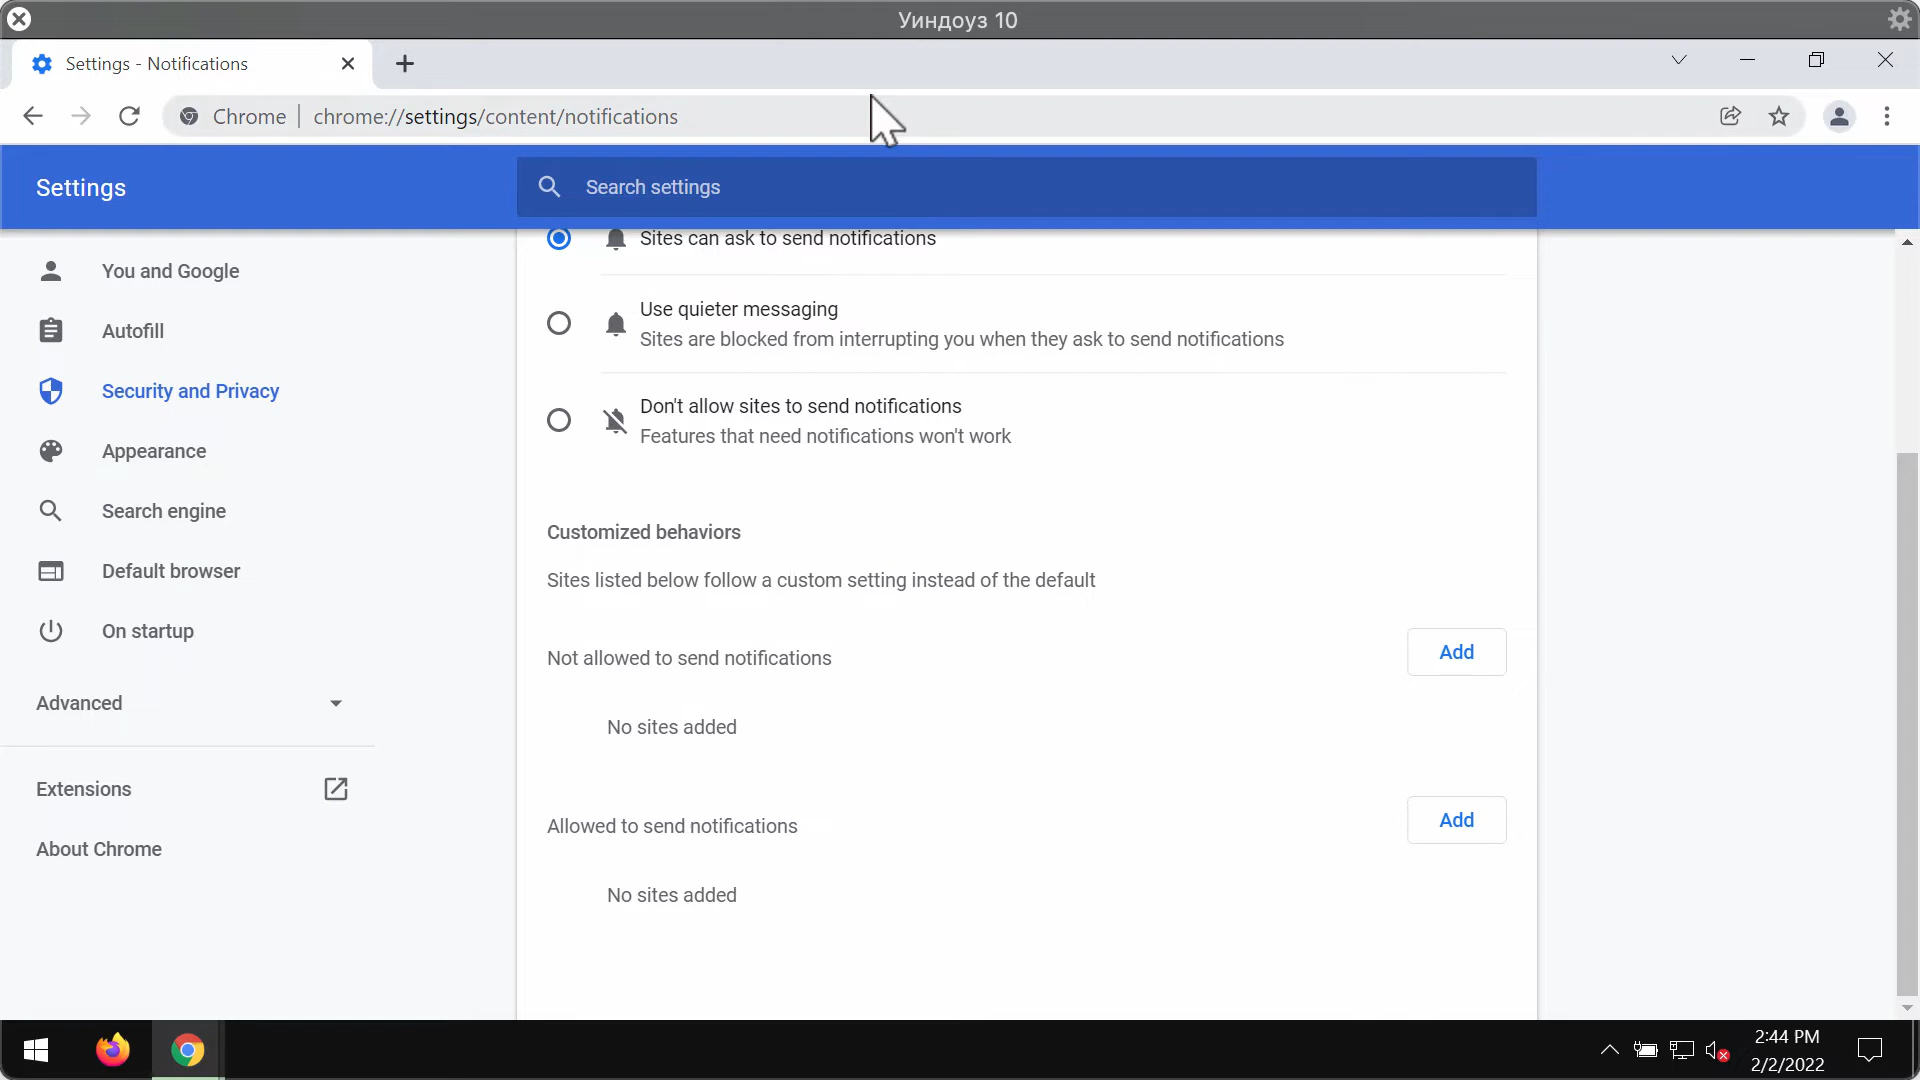 Уиндоуз 10
Settings - Notifications
Chrome | chrome://settings/content/notifications
Settings
Search settings
You and Google
Autofill
Security and Privacy
Appearance
Search engine
Default browser
On startup
Advanced
Extensions
About Chrome
Sites can ask to send notifications
Use quieter messaging
Sites are blocked from interrupting you when they ask to send notifications
Don't allow sites to send notifications
Features that need notifications won't work
Customized behaviors
Sites listed below follow a custom setting instead of the default
Not allowed to send notifications
Add
No sites added
Allowed to send notifications
Add
No sites added
2:44 PM
2/2/2022